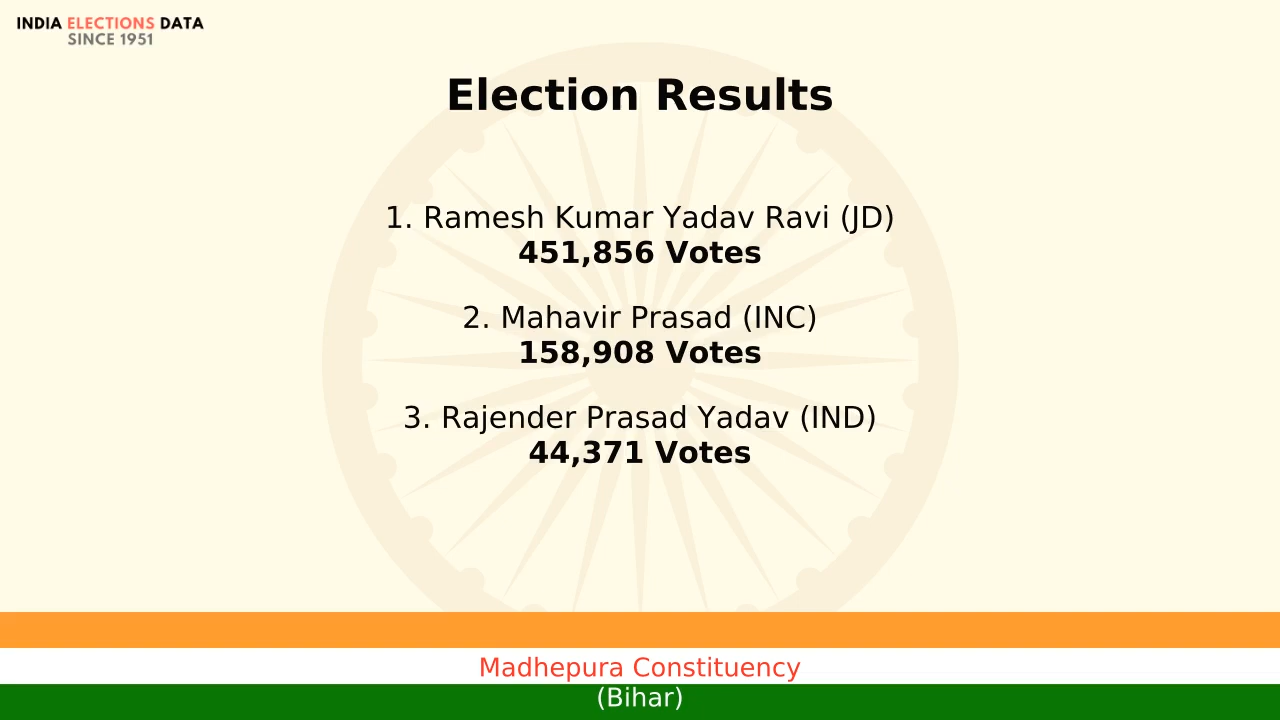 INDIA ELECTIONS DATA
SINCE 1951
Election Results
1. Ramesh Kumar Yadav Ravi (JD)
451,856 Votes
2. Mahavir Prasad (INC)
158,908 Votes
3. Rajender Prasad Yadav (IND)
44,371 Votes
Madhepura Constituency
(Bihar)